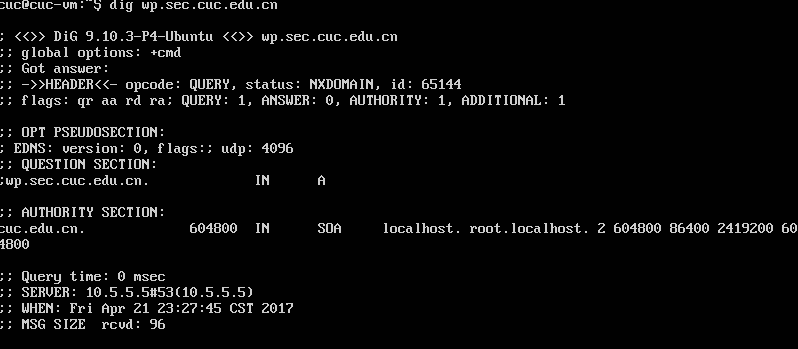 cuc@cuc-vm:~$ dig wp.sec.cuc.edu.cn
; <<>> DiG 9.10.3-P4-Ubuntu <<>> wp.sec.cuc.edu.cn
;; global options: +cmd
;; Got answer:
;; ->>HEADER<<- opcode: QUERY, status: NXDOMAIN, id: 65144
;; flags: qr aa rd ra; QUERY: 1, ANSWER: 0, AUTHORITY: 1, ADDITIONAL: 1
;; OPT PSEUDOSECTION:
; EDNS: version: 0, flags:; udp: 4096
;; QUESTION SECTION:
;wp.sec.cuc.edu.cn. IN A
;; AUTHORITY SECTION:
cuc.edu.cn. 604800 IN SOA localhost. root.localhost. 2 604800 86400 2419200 60
4800
;; Query time: 0 msec
;; SERVER: 10.5.5.5#53(10.5.5.5)
;; WHEN: Fri Apr 21 23:27:45 CST 2017
;; MSG SIZE rcvd: 96